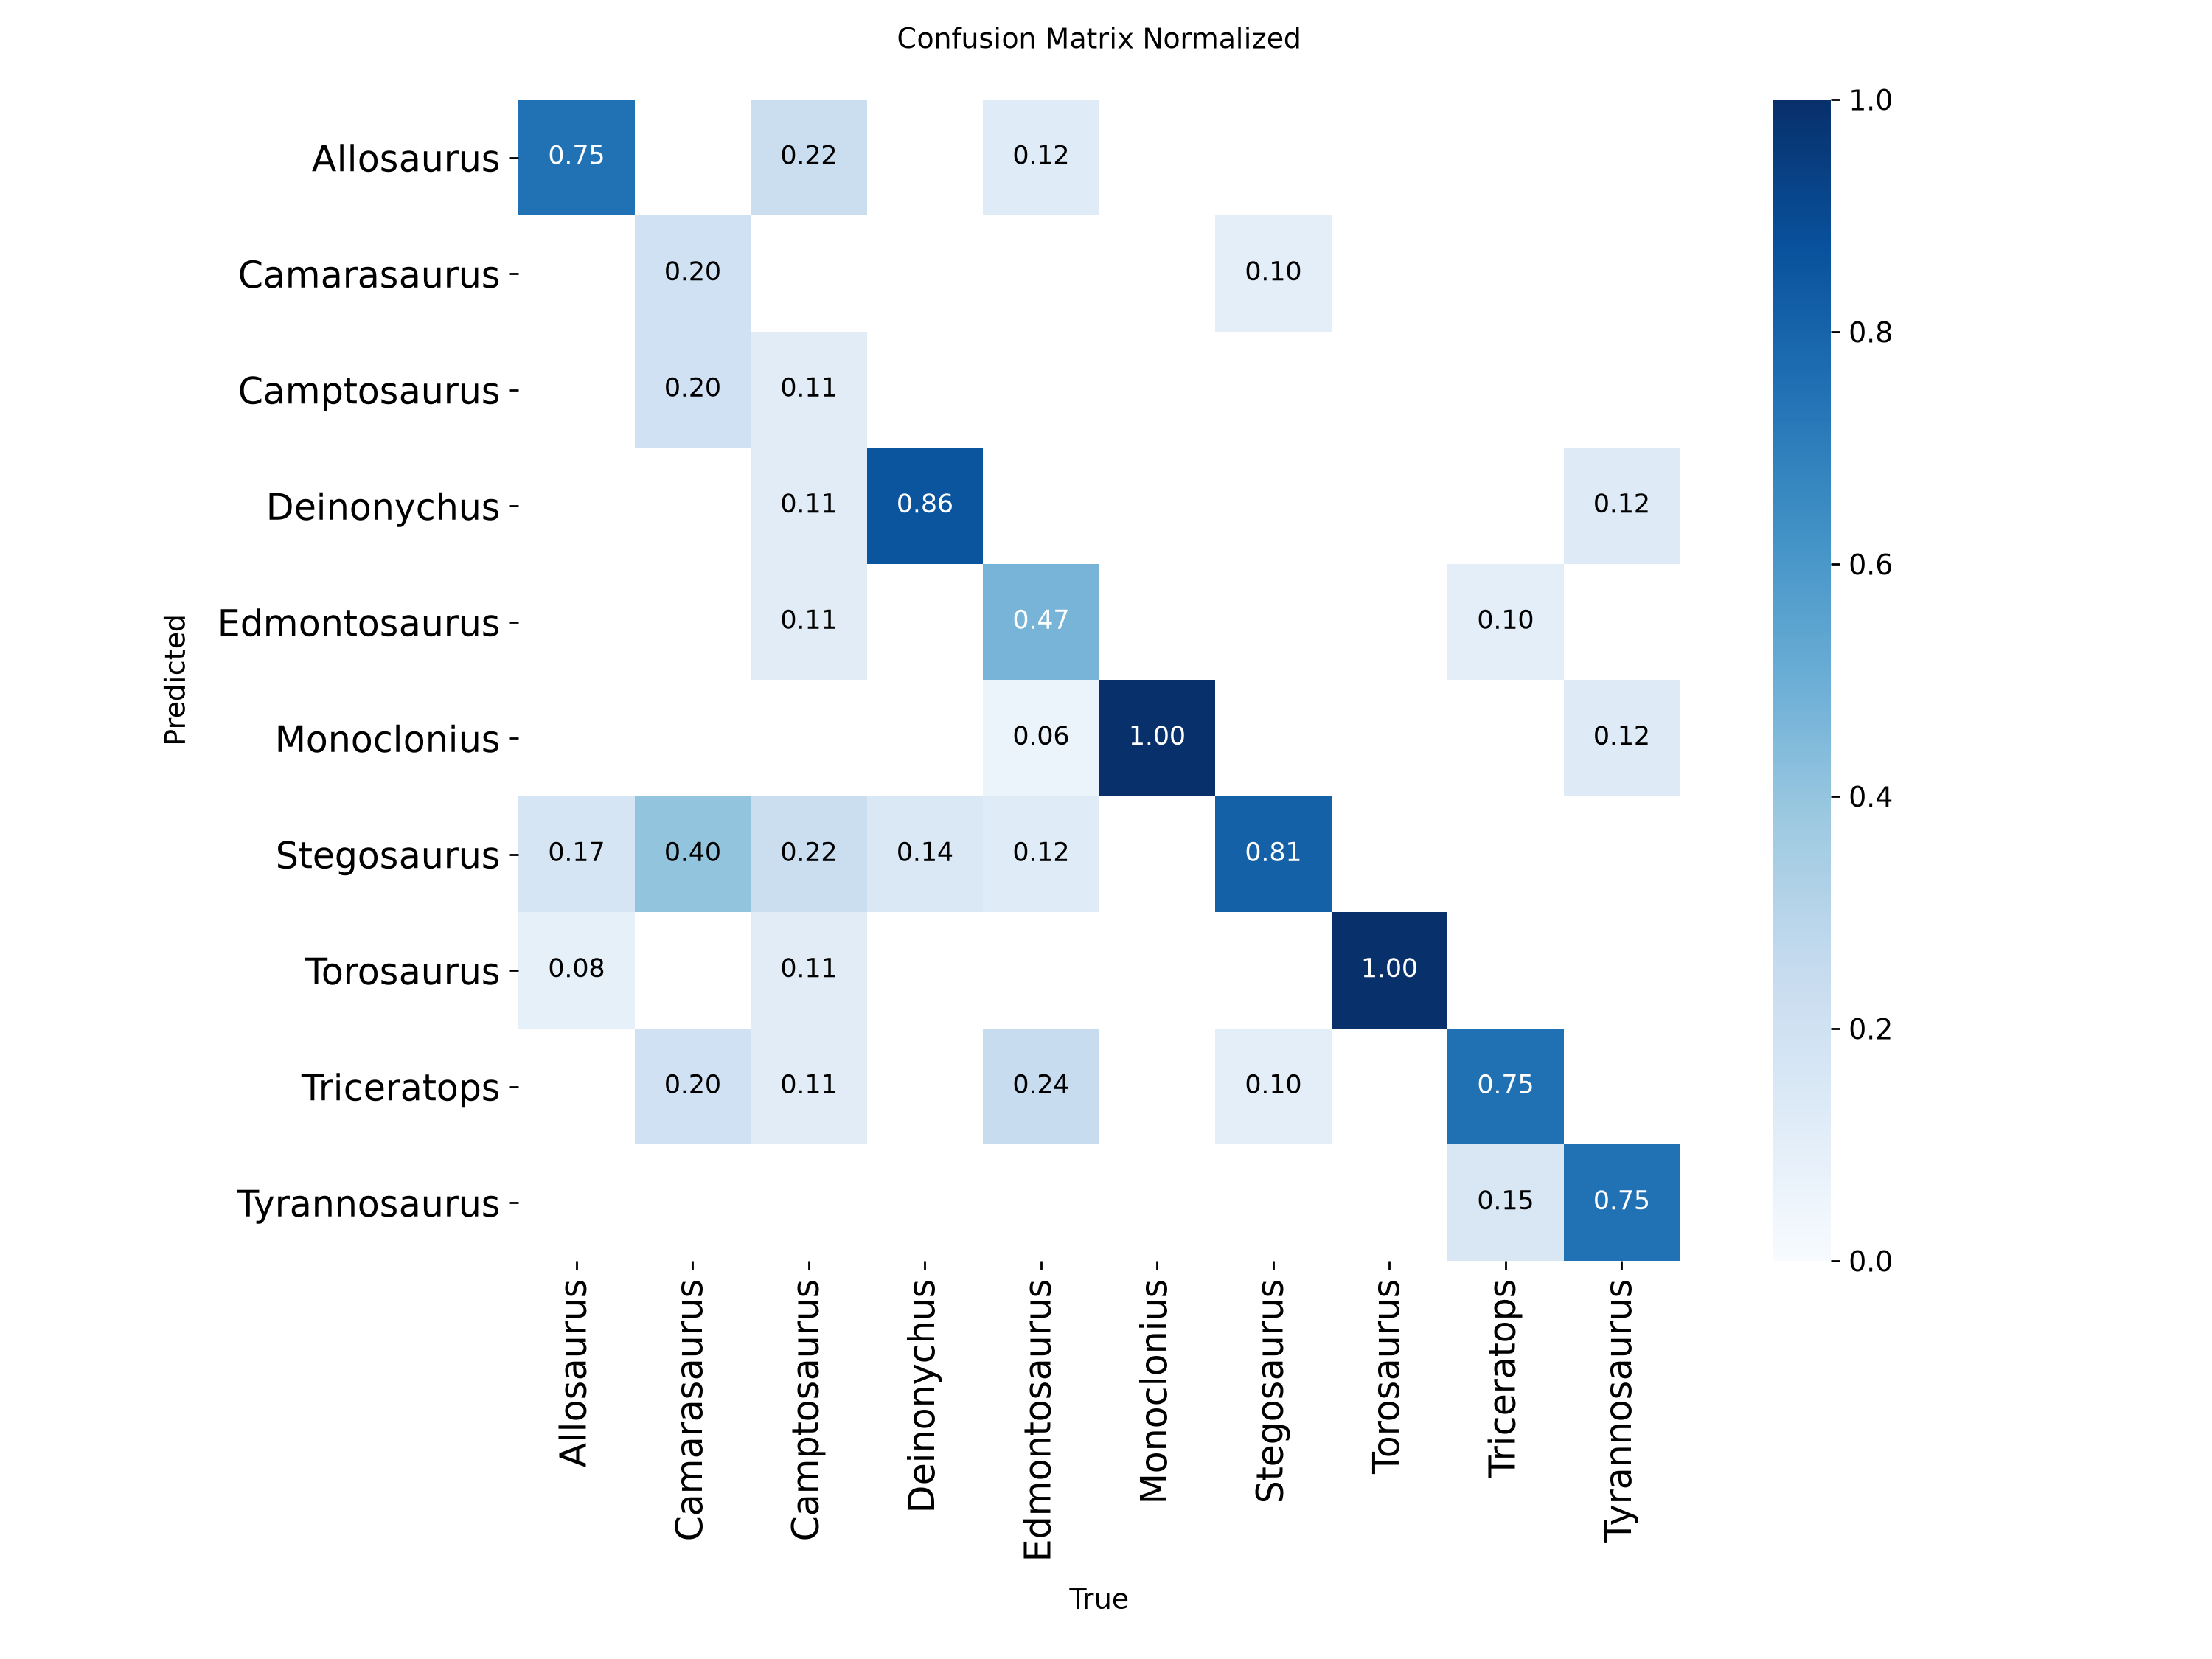 Confusion Matrix Normalized
Allosaurus 0.75 0.22 0.12
Camarasaurus 0.20 0.10
Camptosaurus 0.20 0.11
Deinonychus 0.11 0.86 0.12
Edmontosaurus 0.11 0.47 0.10
Monoclonius 0.06 1.00 0.12
Stegosaurus 0.17 0.40 0.22 0.14 0.12 0.81
Torosaurus 0.08 0.11 1.00
Triceratops 0.20 0.11 0.24 0.10 0.75
Tyrannosaurus 0.15 0.75
Predicted
Allosaurus
Camarasaurus
Camptosaurus
Deinonychus
Edmontosaurus
Monoclonius
Stegosaurus
Torosaurus
Triceratops
Tyrannosaurus
True
1.0
0.8
0.6
0.4
0.2
0.0